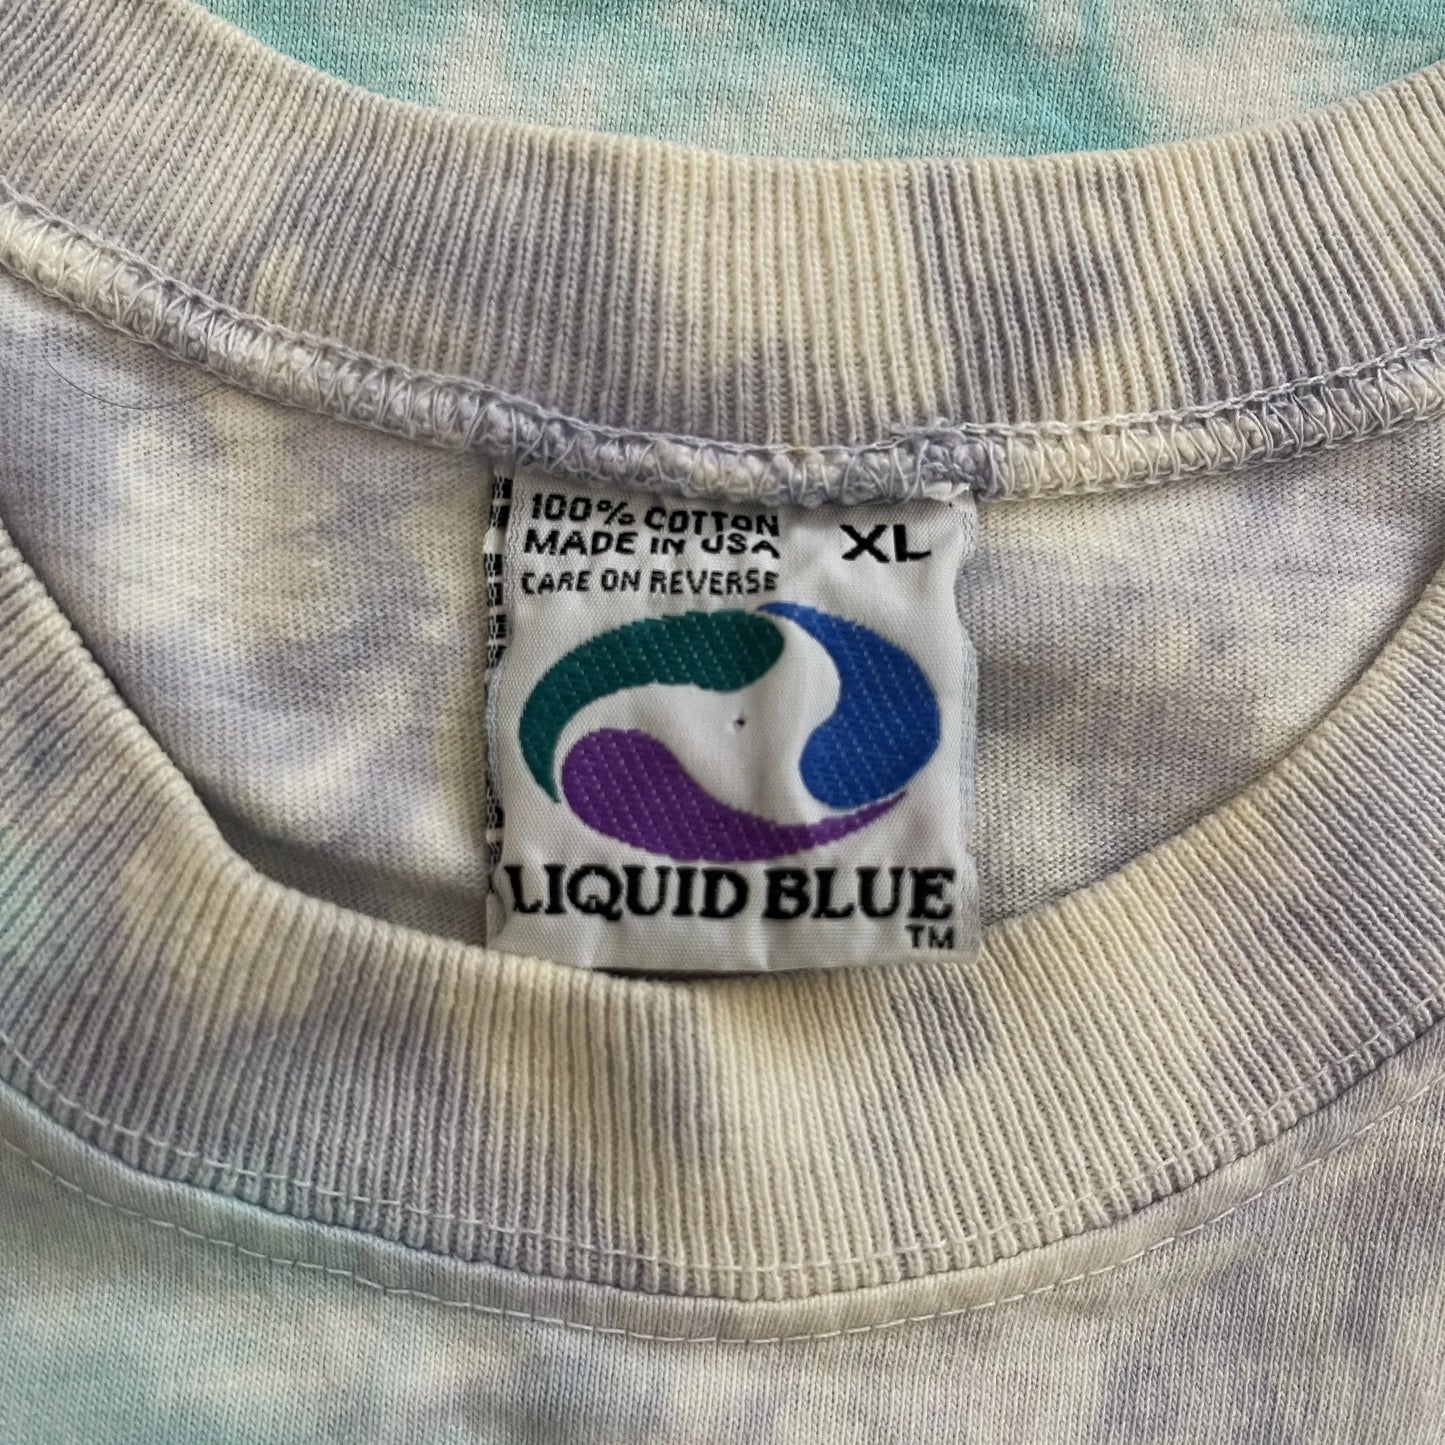 100% COTTON
MADE IN USA
XL
CARE ON REVERSE
LIQUID BLUE
TM